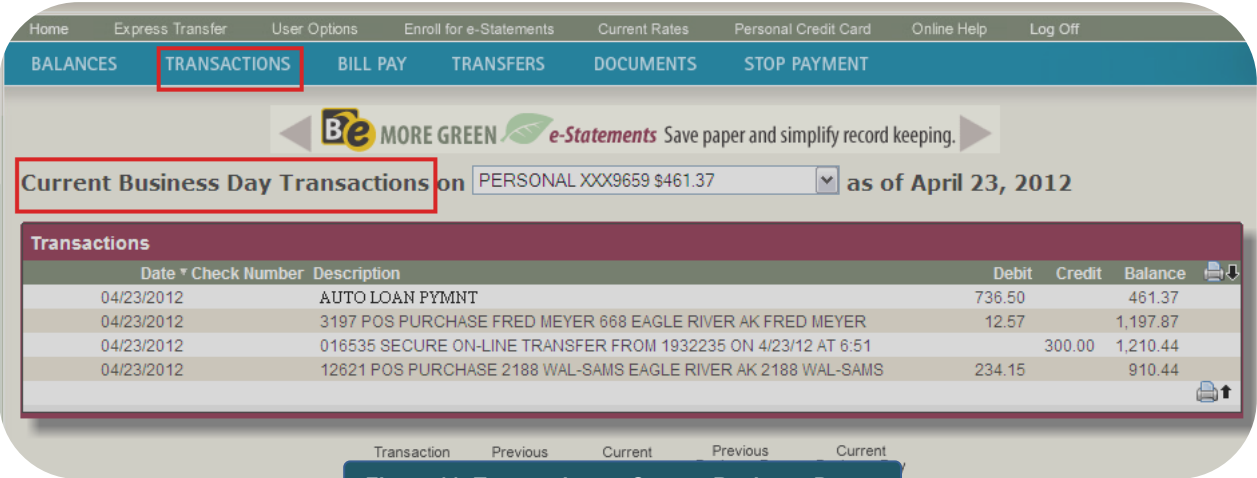 Home Express Transfer User Options Enroll for e-Statements Current Rates Personal Credit Card Online Help Log Off
BALANCES TRANSACTIONS BILL PAY TRANSFERS DOCUMENTS STOP PAYMENT
Be MORE GREEN e-Statements Save paper and simplify record keeping.
Current Business Day Transactions on PERSONAL XXX9659 $461.37 as of April 23, 2012
Transactions
Date Check Number Description Debit Credit Balance
04/23/2012 AUTO LOAN PYMNT 736.50 461.37
04/23/2012 3197 POS PURCHASE FRED MEYER 668 EAGLE RIVER AK FRED MEYER 12.57 1,197.87
04/23/2012 016535 SECURE ON-LINE TRANSFER FROM 1932235 ON 4/23/12 AT 6:51 300.00 1,210.44
04/23/2012 12621 POS PURCHASE 2188 WAL-SAMS EAGLE RIVER AK 2188 WAL-SAMS 234.15 910.44
Transaction Previous Current Previous Current